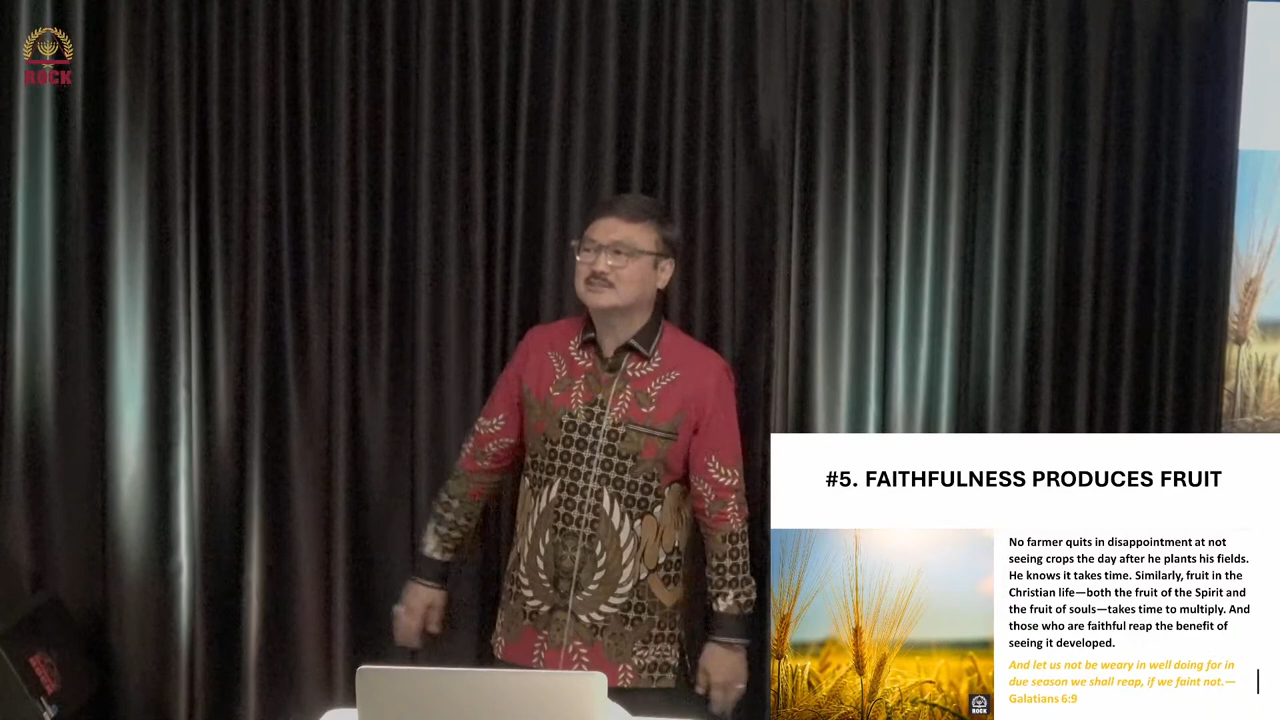 ROCK
#5. FAITHFULNESS PRODUCES FRUIT
No farmer quits in disappointment at not
seeing crops the day after he plants his fields.
He knows it takes time. Similarly, fruit in the
Christian life—both the fruit of the Spirit and
the fruit of souls—takes time to multiply. And
those who are faithful reap the benefit of
seeing it developed.
And let us not be weary in well doing for in
due season we shall reap, if we faint not.—
Galatians 6:9
ROCK